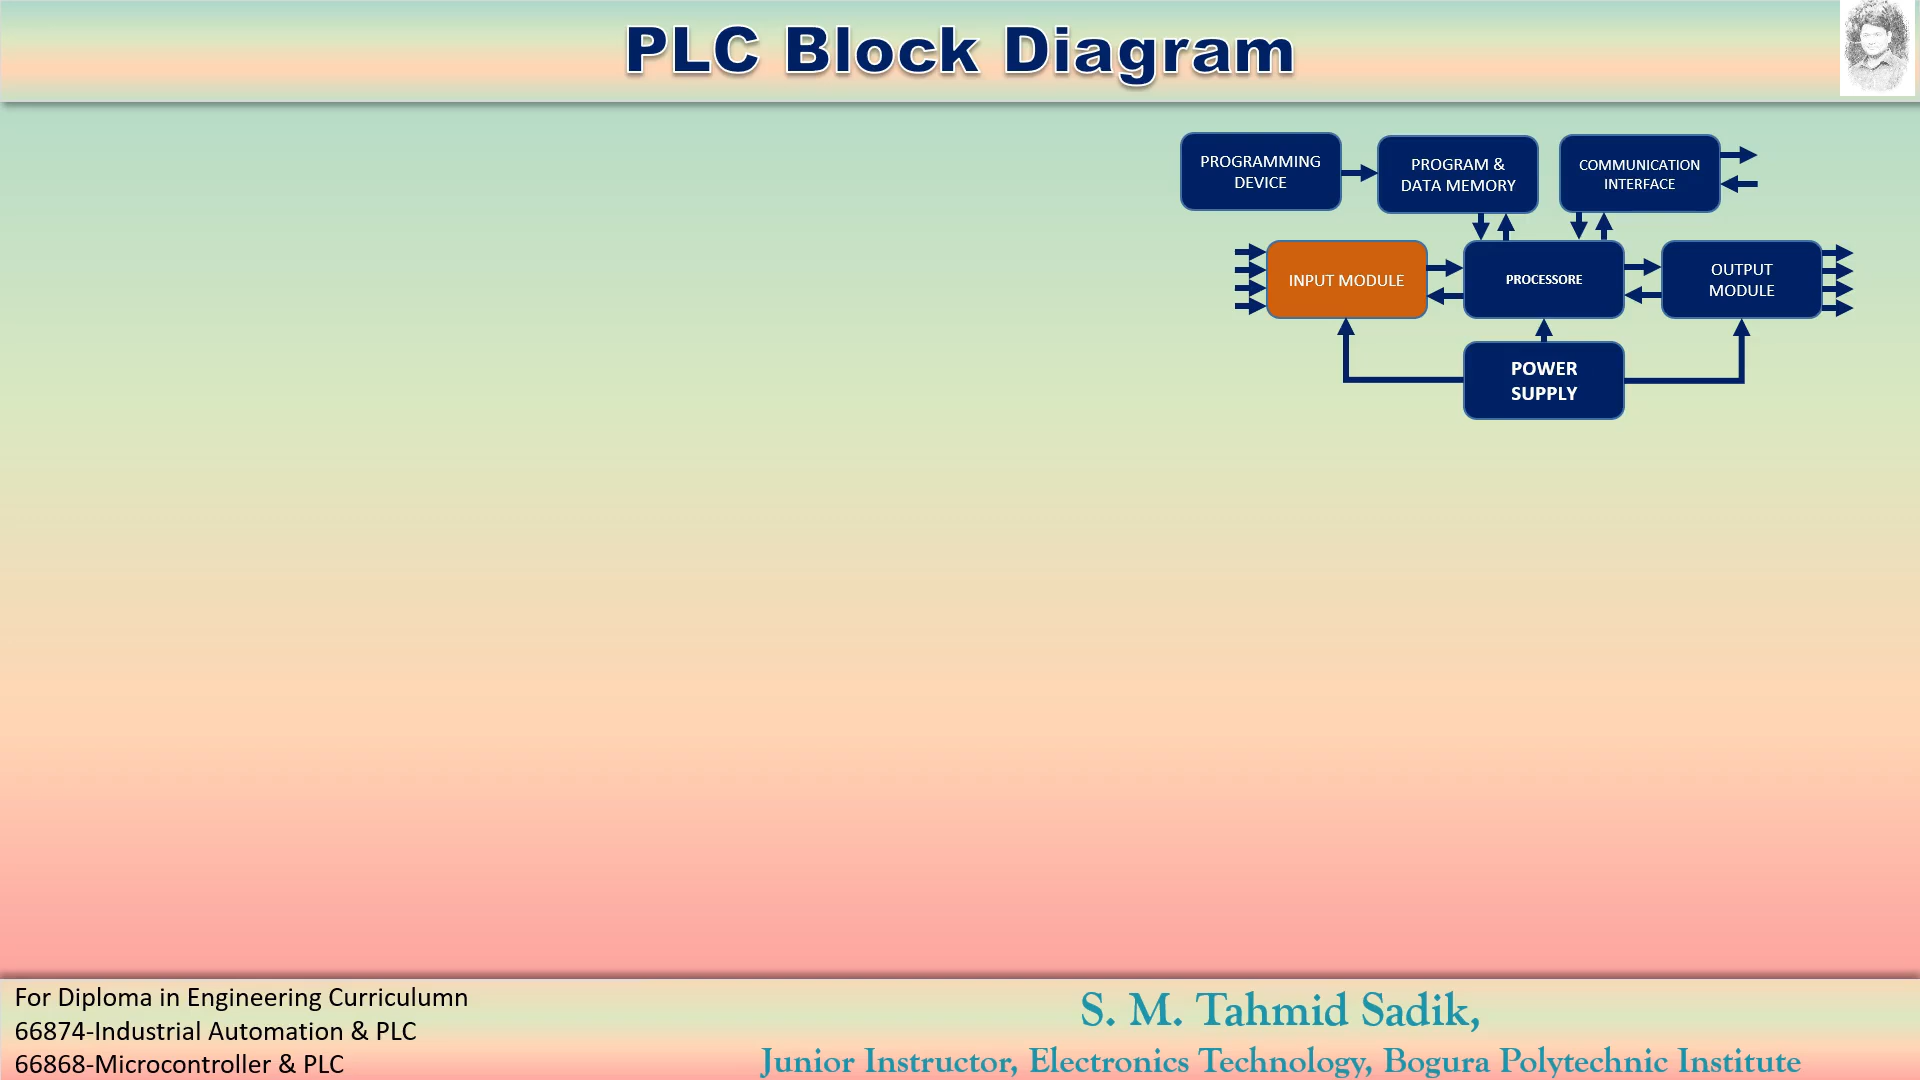 PLC Block Diagram
PROGRAMMING
DEVICE
PROGRAM &
DATA MEMORY
COMMUNICATION
INTERFACE
INPUT MODULE
PROCESSORE
OUTPUT
MODULE
POWER
SUPPLY
For Diploma in Engineering Curriculumn
66874-Industrial Automation & PLC
66868-Microcontroller & PLC
S. M. Tahmid Sadik,
Junior Instructor, Electronics Technology, Bogura Polytechnic Institute